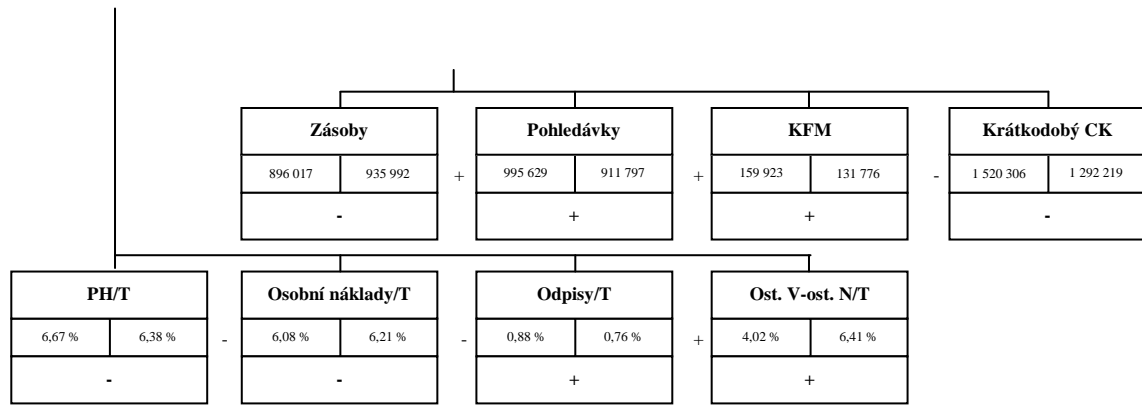 Zásoby Pohledávky KFM Krátkodobý CK
896 017 935 992 + 995 629 911 797 + 159 923 131 776 - 1 520 306 1 292 219
- + + -
PH/T Osobní náklady/T Odpisy/T Ost. V-ost. N/T
6,67 % 6,38 % - 6,08 % 6,21 % - 0,88 % 0,76 % + 4,02 % 6,41 %
- - + +